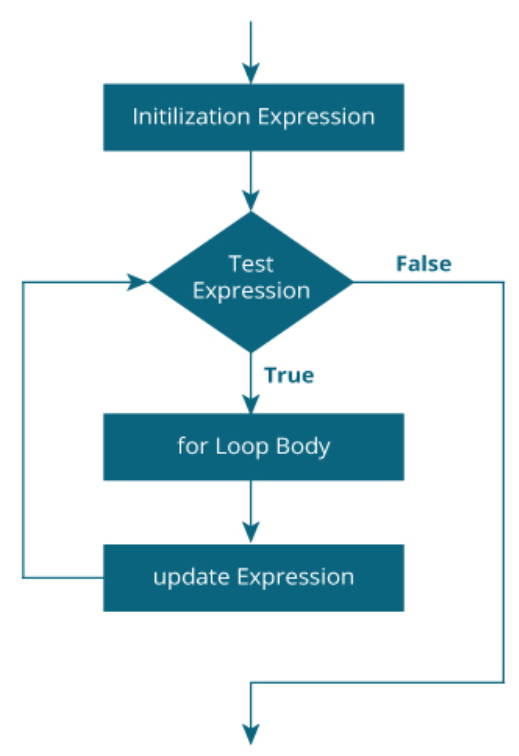 Initilization Expression
Test
Expression
False
True
for Loop Body
update Expression